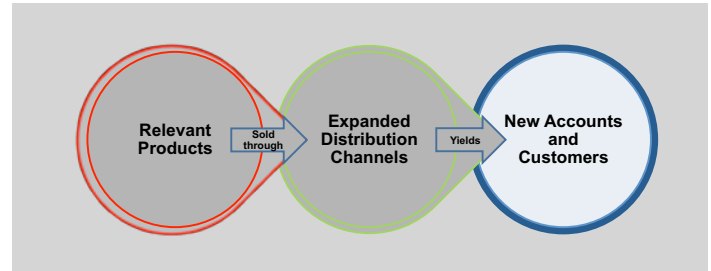 Relevant
Products
Sold
through
Expanded
Distribution
Channels
Yields
New Accounts
and
Customers